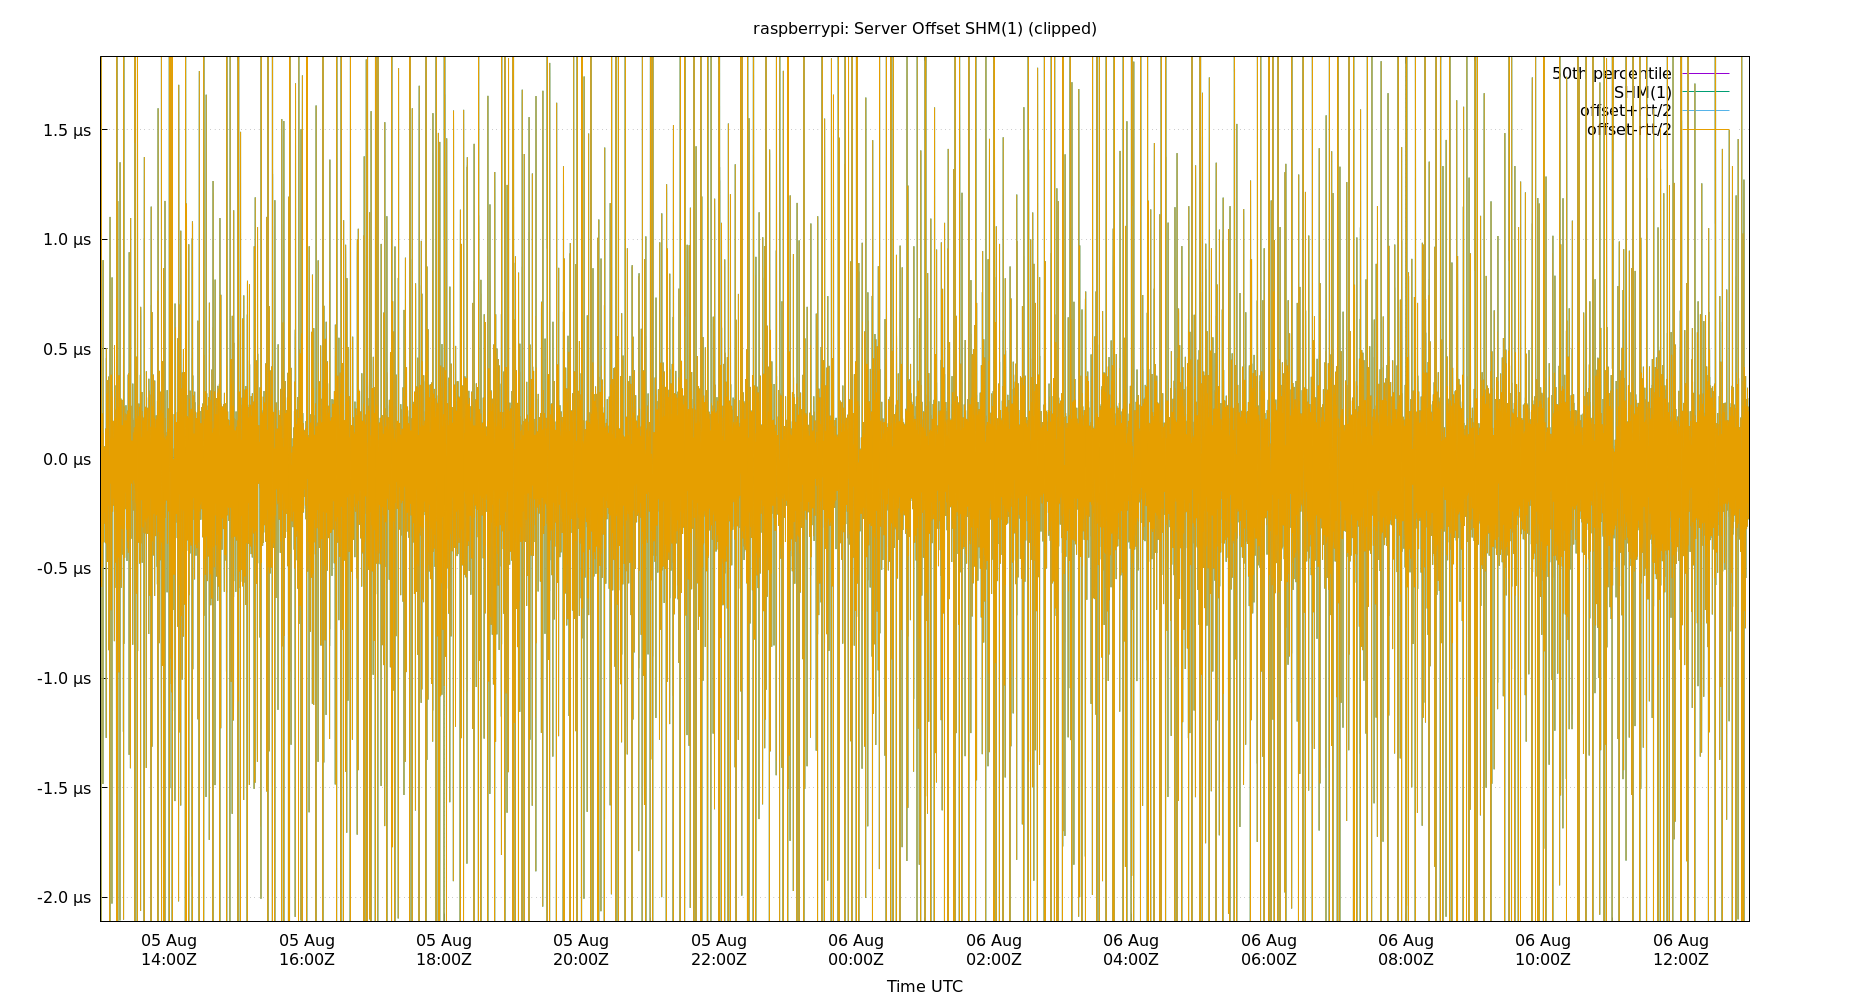 raspberrypi: Server Offset SHM(1) (clipped)
50th percentile
SHM(1)
offset+rtt/2
offset-rtt/2
1.5 µs
1.0 µs
0.5 µs
0.0 µs
-0.5 µs
-1.0 µs
-1.5 µs
-2.0 µs
05 Aug 05 Aug 05 Aug 05 Aug 05 Aug 06 Aug 06 Aug 06 Aug 06 Aug 06 Aug 06 Aug 06 Aug
14:00Z 16:00Z 18:00Z 20:00Z 22:00Z 00:00Z 02:00Z 04:00Z 06:00Z 08:00Z 10:00Z 12:00Z
Time UTC